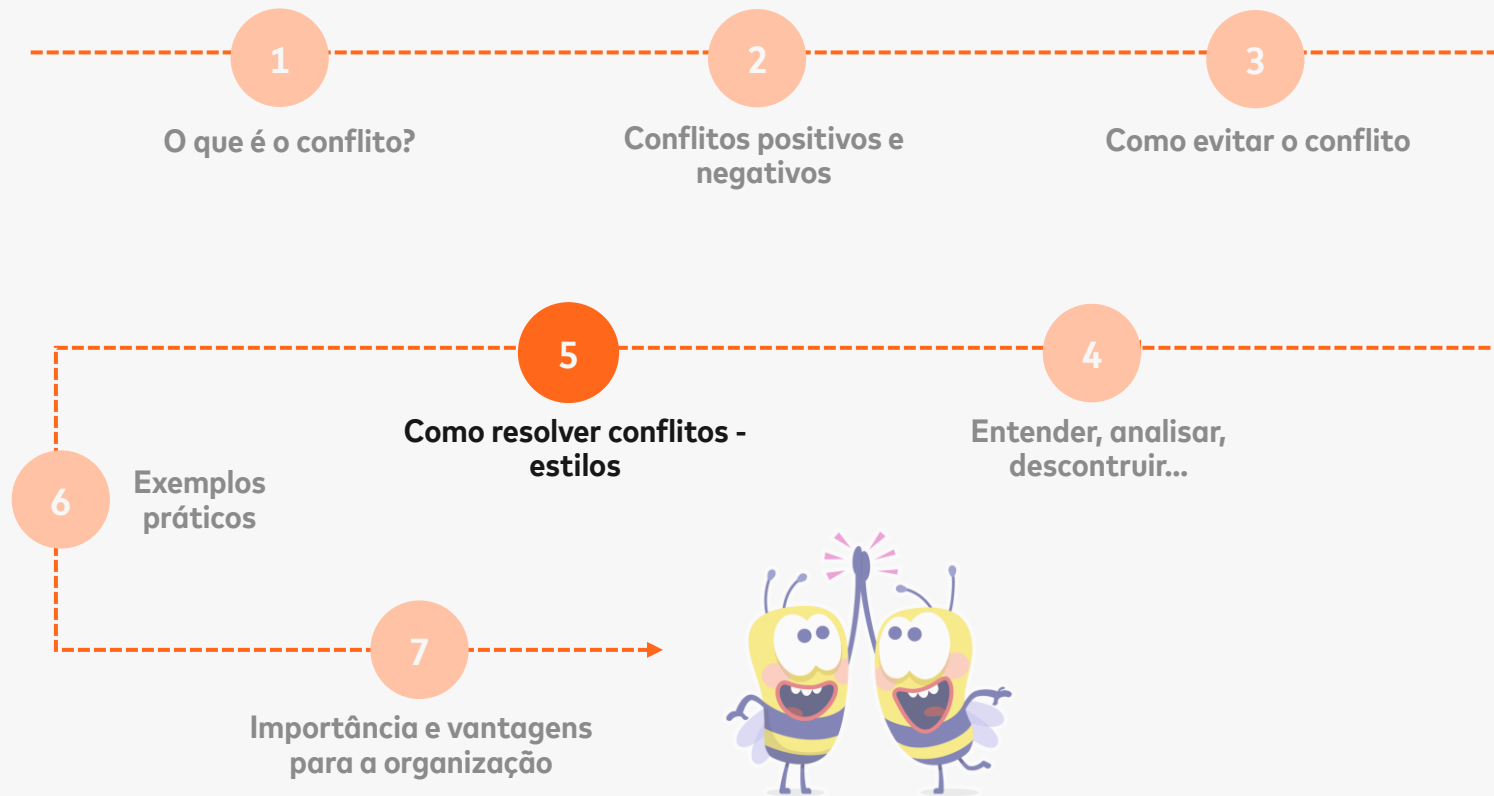 1
O que é o conflito?
2
Conflitos positivos e
negativos
3
Como evitar o conflito
4
Entender, analisar,
descontruir...
5
Como resolver conflitos -
estilos
6
Exemplos
práticos
7
Importância e vantagens
para a organização